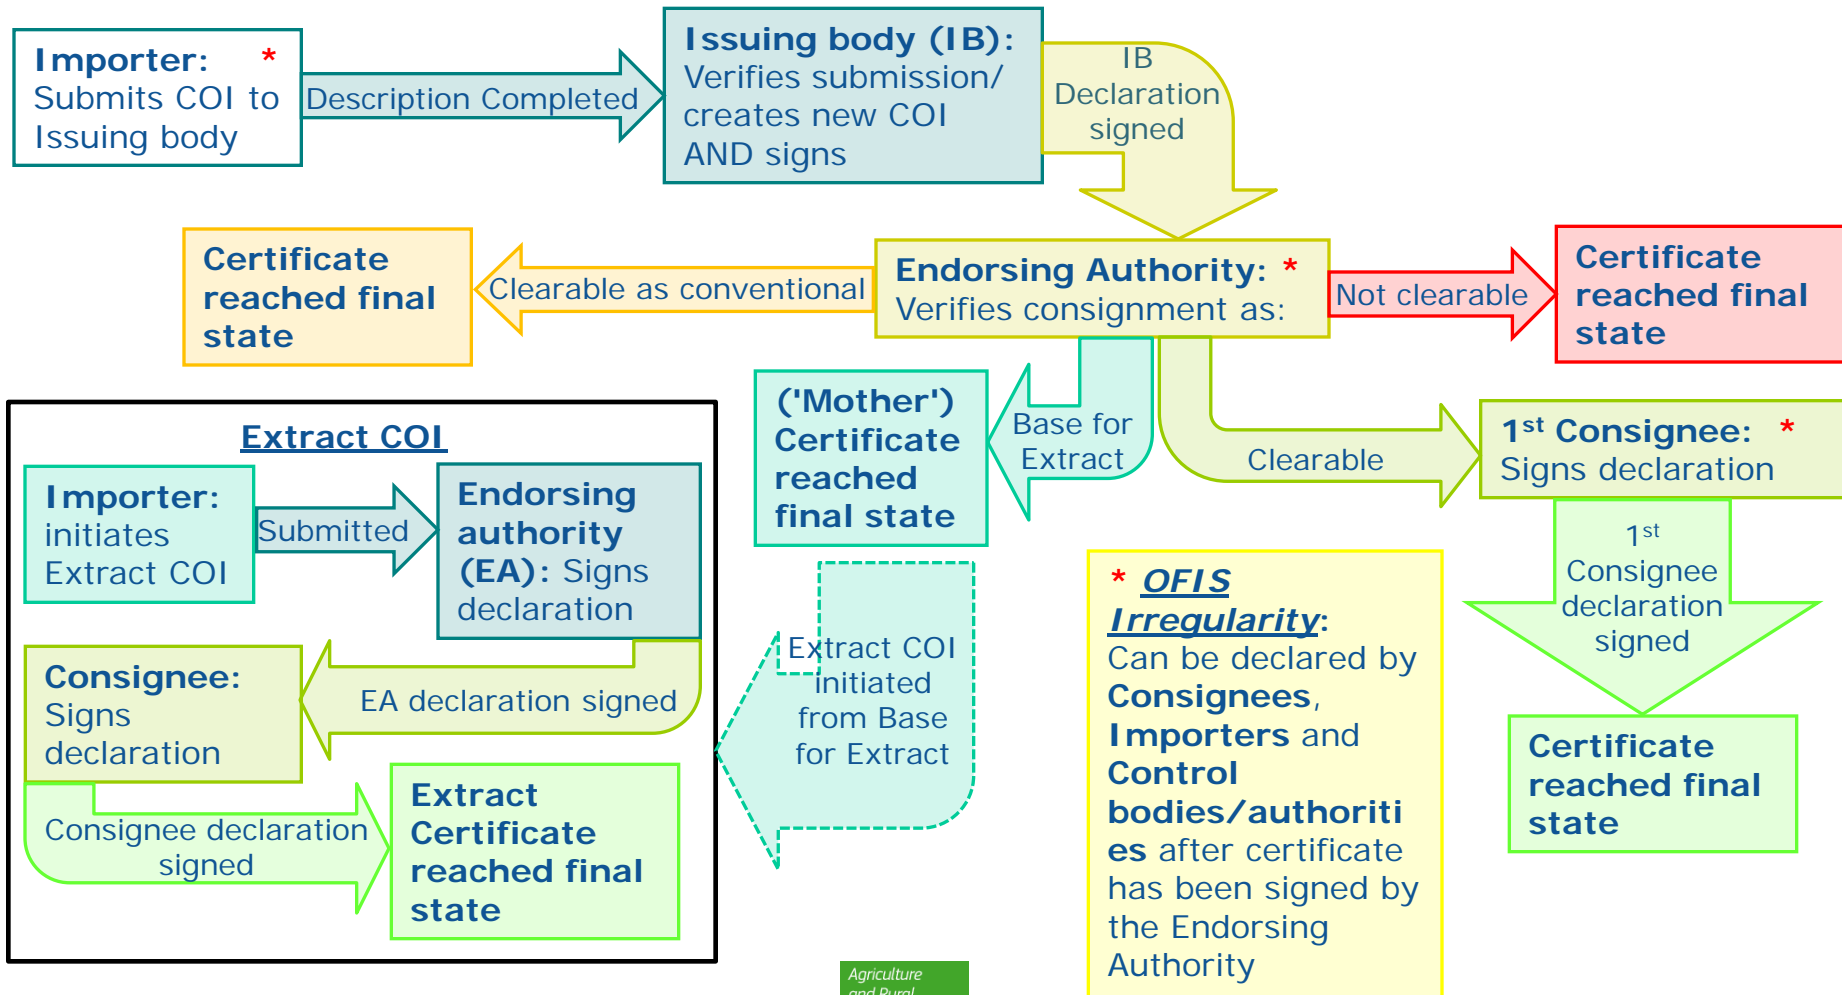 Importer: *
Submits COI to
Issuing body
Description Completed
Issuing body (IB):
Verifies submission/
creates new COI
AND signs
IB
Declaration
signed
Certificate
reached final
state
Clearable as conventional
Endorsing Authority: *
Verifies consignment as:
Not clearable
Certificate
reached final
state
('Mother')
Certificate
reached
final state
Base for
Extract
Clearable
1st Consignee: *
Signs declaration
1st
Consignee
declaration
signed
Certificate
reached final
state
Extract COI
Importer:
initiates
Extract COI
Submitted
Endorsing
authority
(EA): Signs
declaration
EA declaration signed
Consignee:
Signs
declaration
Consignee declaration
signed
Extract
Certificate
reached final
state
Extract COI
initiated
from Base
for Extract
* OFIS
Irregularity:
Can be declared by
Consignees,
Importers and
Control
bodies/authoriti
es after certificate
has been signed by
the Endorsing
Authority
Agriculture
and Rural